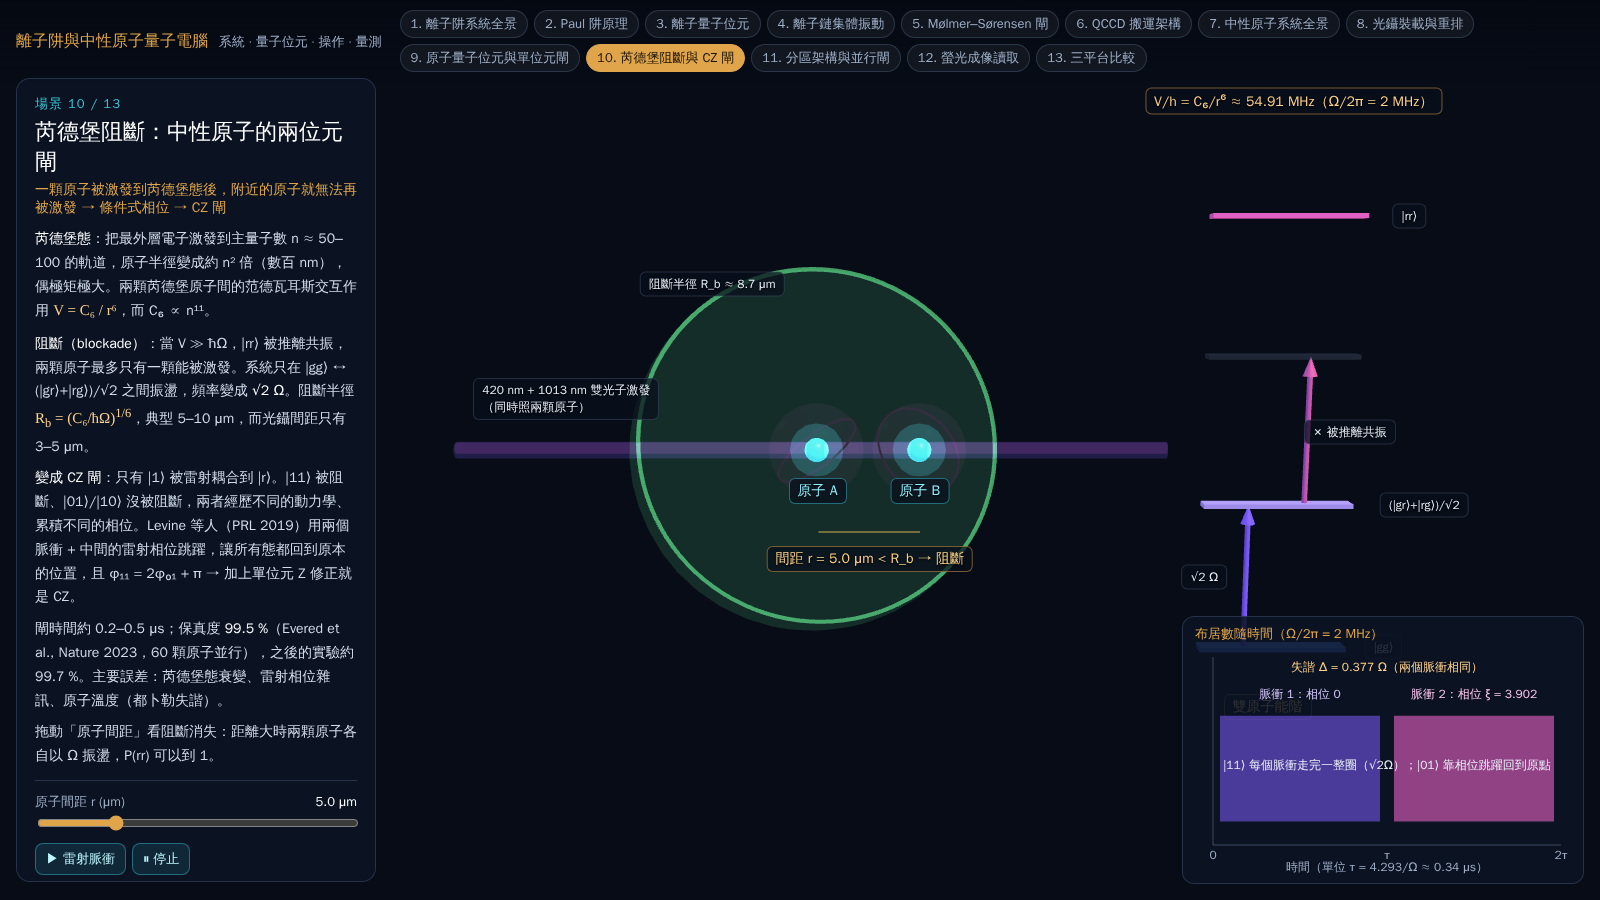 離子阱與中性原子量子電腦
系統 · 量子位元 · 操作 · 量測
1. 離子阱系統全景
2. Paul 阱原理
3. 離子量子位元
4. 離子鏈集體振動
5. Mølmer–Sørensen 閘
6. QCCD 搬運架構
7. 中性原子系統全景
8. 光鑷裝載與重排
9. 原子量子位元與單位元閘
10. 芮德堡阻斷與 CZ 閘
11. 分區架構與並行閘
12. 螢光成像讀取
13. 三平台比較
場景 10 / 13
芮德堡阻斷：中性原子的兩位元
閘
一顆原子被激發到芮德堡態後，附近的原子就無法再
被激發 → 條件式相位 → CZ 閘
芮德堡態：把最外層電子激發到主量子數 n ≈ 50–
100 的軌道，原子半徑變成約 n² 倍（數百 nm），
偶極矩極大。兩顆芮德堡原子間的范德瓦耳斯交互作
用 V = C₆ / r⁶，而 C₆ ∝ n¹¹。
阻斷（blockade）：當 V ≫ ħΩ，|rr⟩ 被推離共振，
兩顆原子最多只有一顆能被激發。系統只在 |gg⟩ ↔
(|gr⟩+|rg⟩)/√2 之間振盪，頻率變成 √2 Ω。阻斷半徑
R_b = (C₆/ħΩ)^1/6，典型 5–10 μm，而光鑷間距只有
3–5 μm。
變成 CZ 閘：只有 |1⟩ 被雷射耦合到 |r⟩。|11⟩ 被阻
斷、|01⟩/|10⟩ 沒被阻斷，兩者經歷不同的動力學、
累積不同的相位。Levine 等人（PRL 2019）用兩個
脈衝 + 中間的雷射相位跳躍，讓所有態都回到原本
的位置，且 φ₁₁ = 2φ₀₁ + π → 加上單位元 Z 修正就
是 CZ。
閘時間約 0.2–0.5 μs；保真度 99.5 %（Evered et
al., Nature 2023，60 顆原子並行），之後的實驗約
99.7 %。主要誤差：芮德堡態衰變、雷射相位雜
訊、原子溫度（都卜勒失諧）。
拖動「原子間距」看阻斷消失：距離大時兩顆原子各
自以 Ω 振盪，P(rr) 可以到 1。
原子間距 r (μm)
5.0 μm
▶ 雷射脈衝
⏸ 停止
V/h = C₆/r⁶ ≈ 54.91 MHz（Ω/2π = 2 MHz）
阻斷半徑 R_b ≈ 8.7 μm
420 nm + 1013 nm 雙光子激發
（同時照兩顆原子）
原子 A
原子 B
間距 r = 5.0 μm < R_b → 阻斷
|rr⟩
× 被推離共振
(|gr⟩+|rg⟩)/√2
√2 Ω
|gg⟩
雙原子能階
布居數隨時間（Ω/2π = 2 MHz）
失諧 Δ = 0.377 Ω（兩個脈衝相同）
脈衝 1：相位 0
脈衝 2：相位 ξ = 3.902
|11⟩ 每個脈衝走完一整圈（√2Ω）；|01⟩ 靠相位跳躍回到原點
0
τ
2τ
時間（單位 τ = 4.293/Ω ≈ 0.34 μs）